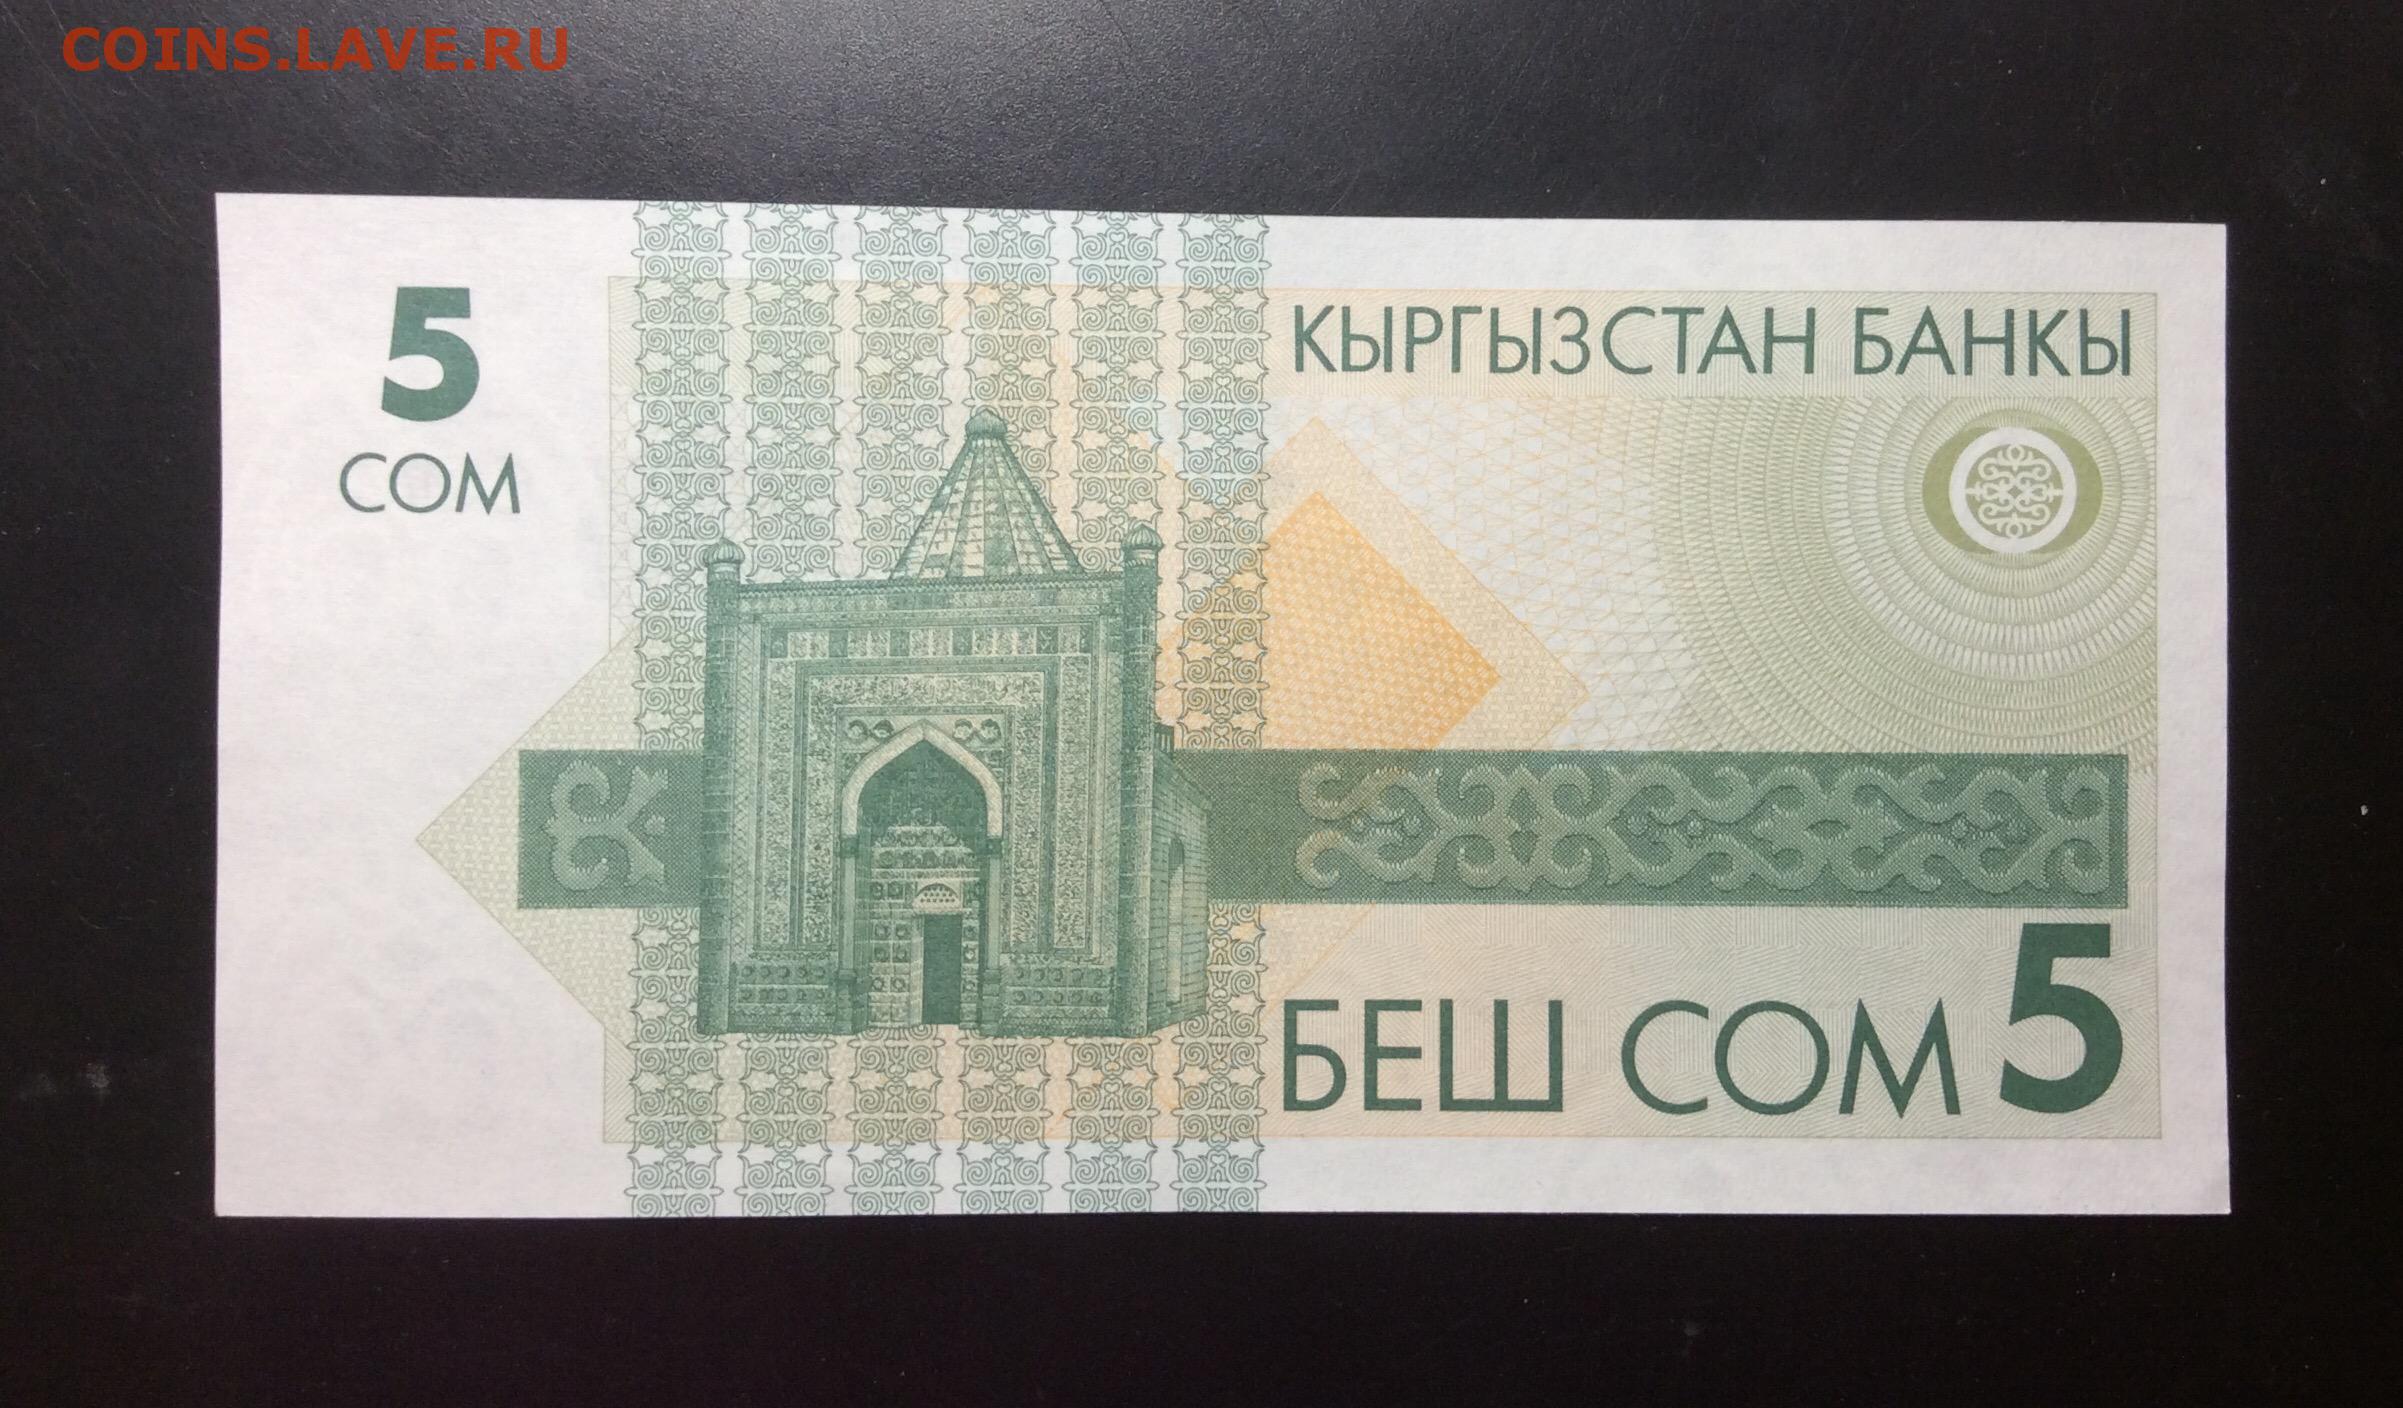 COINS.LAVE.RU
5
СОМ
КЫРГЫЗСТАН БАНКЫ
БЕШ СОМ 5